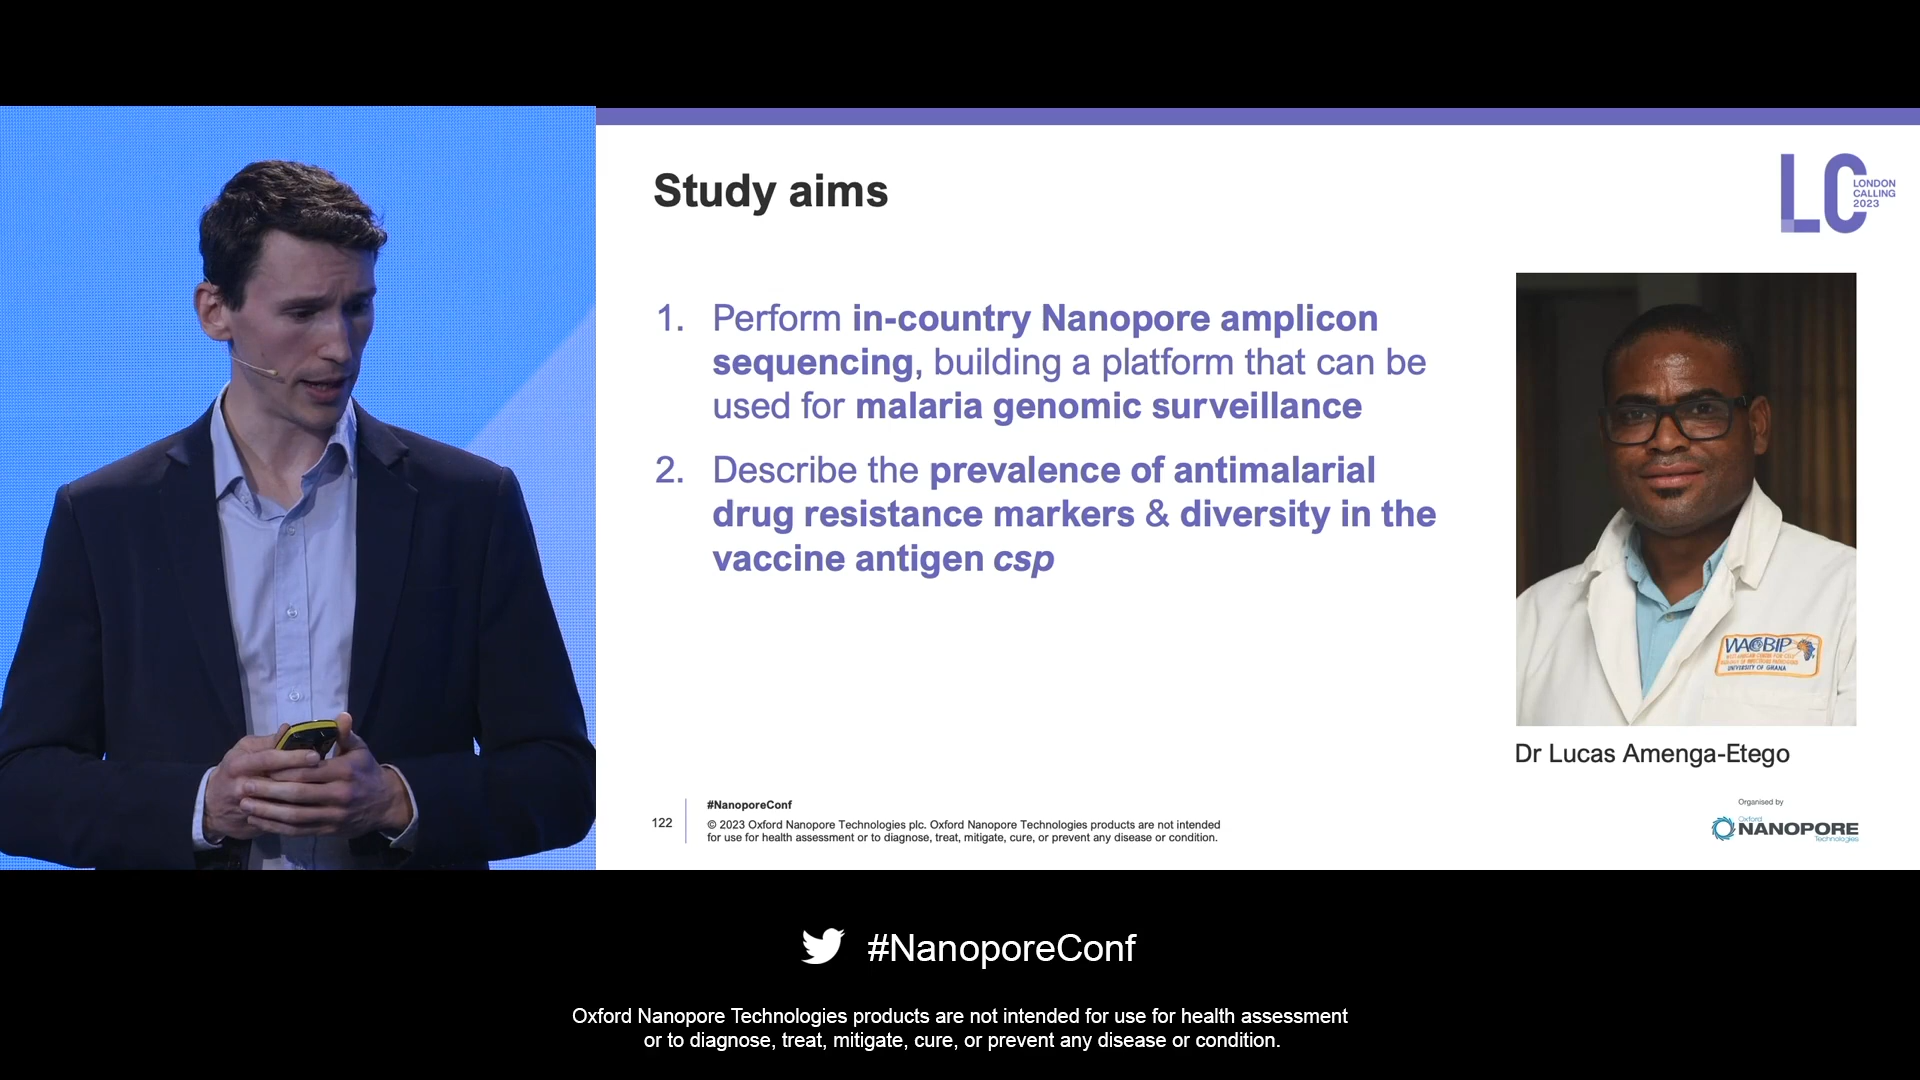 Study aims
LC
LONDON
CALLING
2023
1. Perform in-country Nanopore amplicon
sequencing, building a platform that can be
used for malaria genomic surveillance
2. Describe the prevalence of antimalarial
drug resistance markers & diversity in the
vaccine antigen csp
WACBIP
UNIVERSITY OF GHANA
Dr Lucas Amenga-Etego
122
#NanoporeConf
© 2023 Oxford Nanopore Technologies plc. Oxford Nanopore Technologies products are not intended
for use for health assessment or to diagnose, treat, mitigate, cure, or prevent any disease or condition.
Organised by
Oxford
NANOPORE
Technologies
#NanoporeConf
Oxford Nanopore Technologies products are not intended for use for health assessment
or to diagnose, treat, mitigate, cure, or prevent any disease or condition.